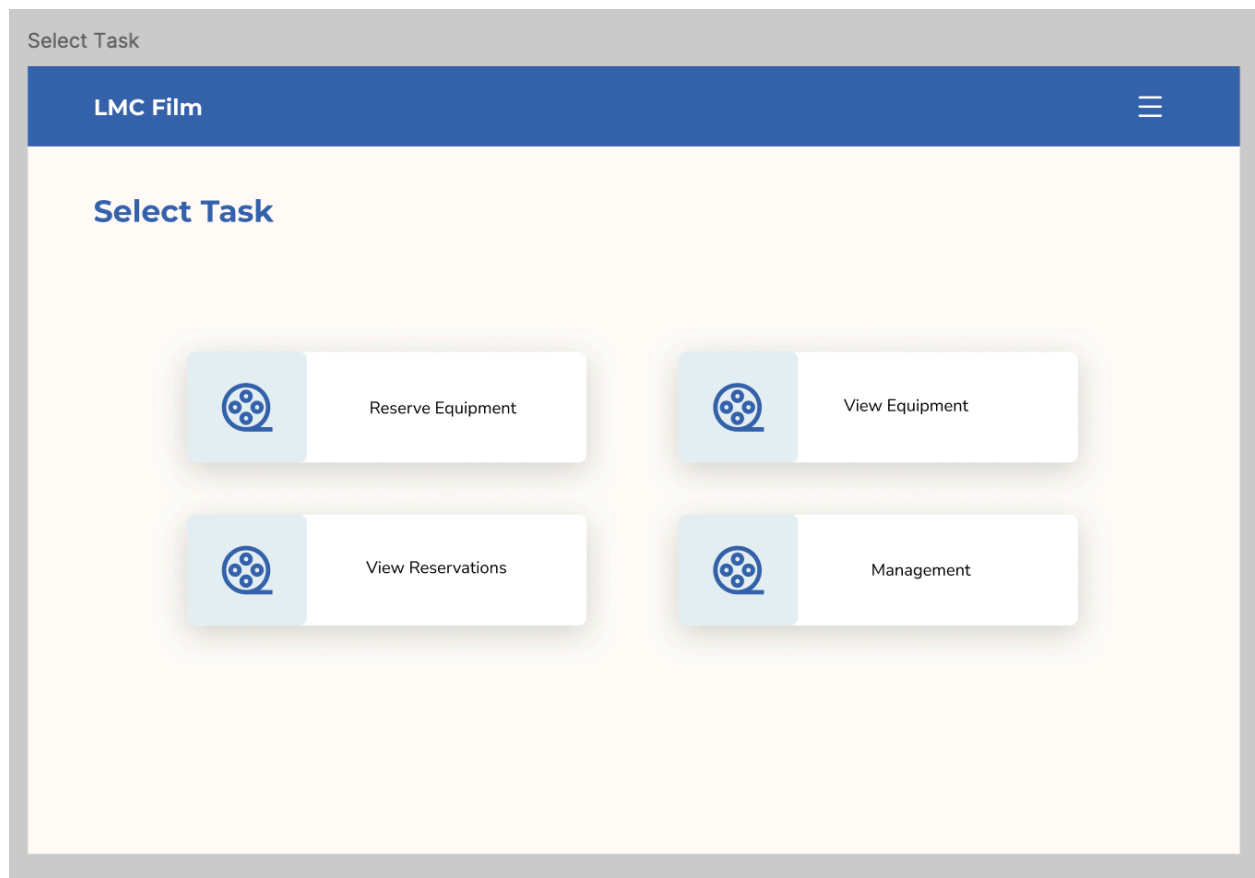 Select Task
LMC Film
Select Task
Reserve Equipment
View Equipment
View Reservations
Management